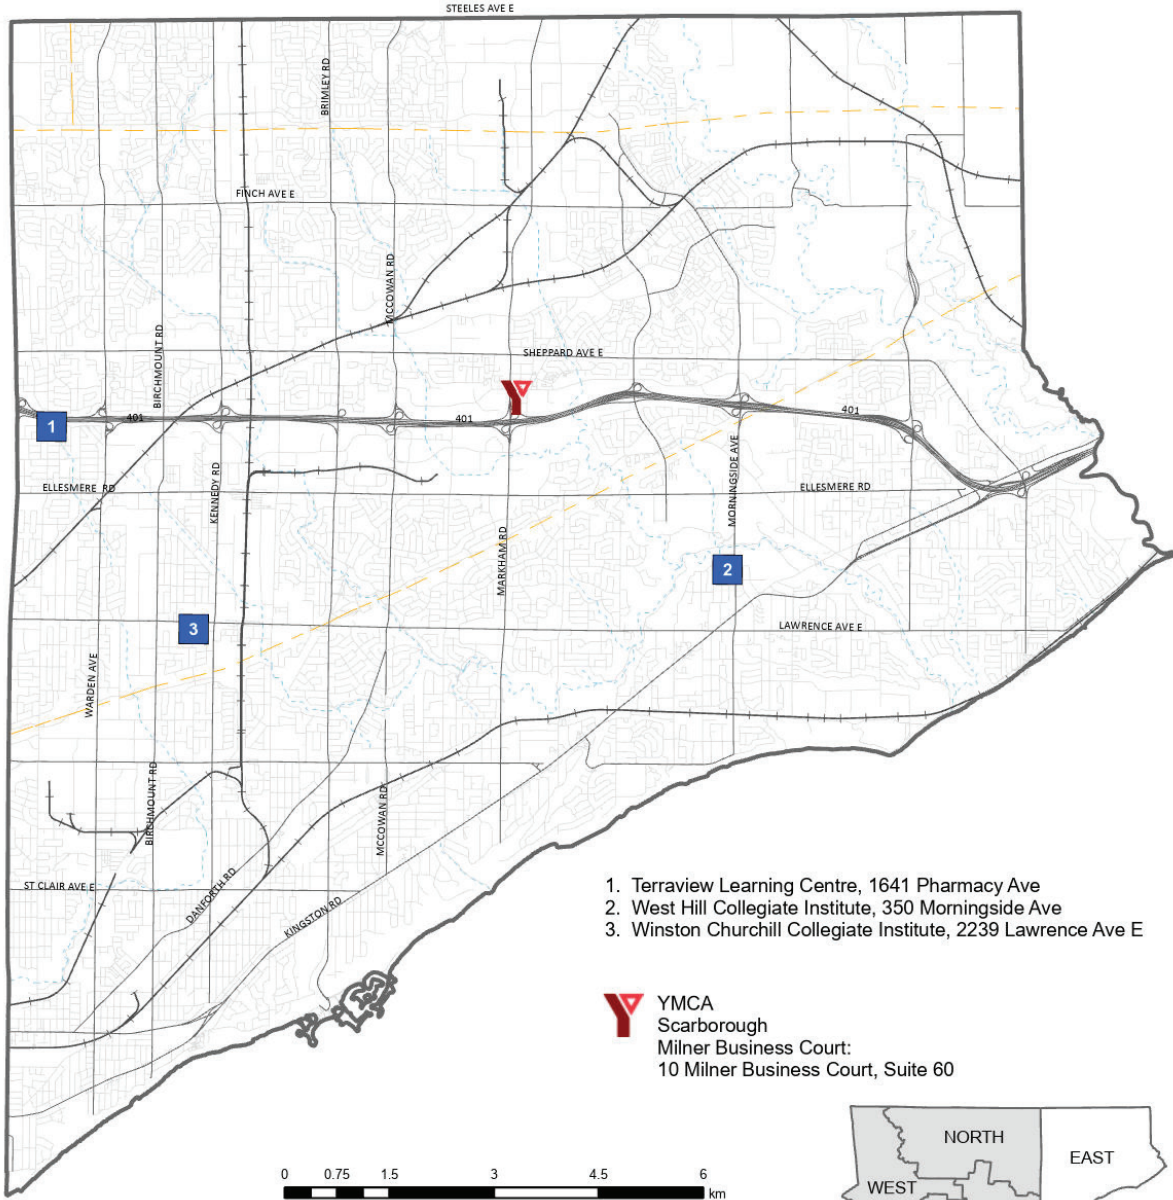 STEELES AVE E
BRIMLEY RD
FINCH AVE E
MCCOWAN RD
BIRCHMOUNT RD
SHEPPARD AVE E
401
401
401
1
KENNEDY RD
MORNINGSIDE AVE
ELLESMERE RD
ELLESMERE RD
MARKHAM RD
2
3
LAWRENCE AVE E
WARDEN AVE
BIRCHMOUNT RD
MCCOWAN RD
ST CLAIR AVE E
DANFORTH RD
KINGSTON RD
1. Terraview Learning Centre, 1641 Pharmacy Ave
2. West Hill Collegiate Institute, 350 Morningside Ave
3. Winston Churchill Collegiate Institute, 2239 Lawrence Ave E
YMCA
Scarborough
Milner Business Court:
10 Milner Business Court, Suite 60
NORTH
EAST
WEST
0 0.75 1.5 3 4.5 6
km